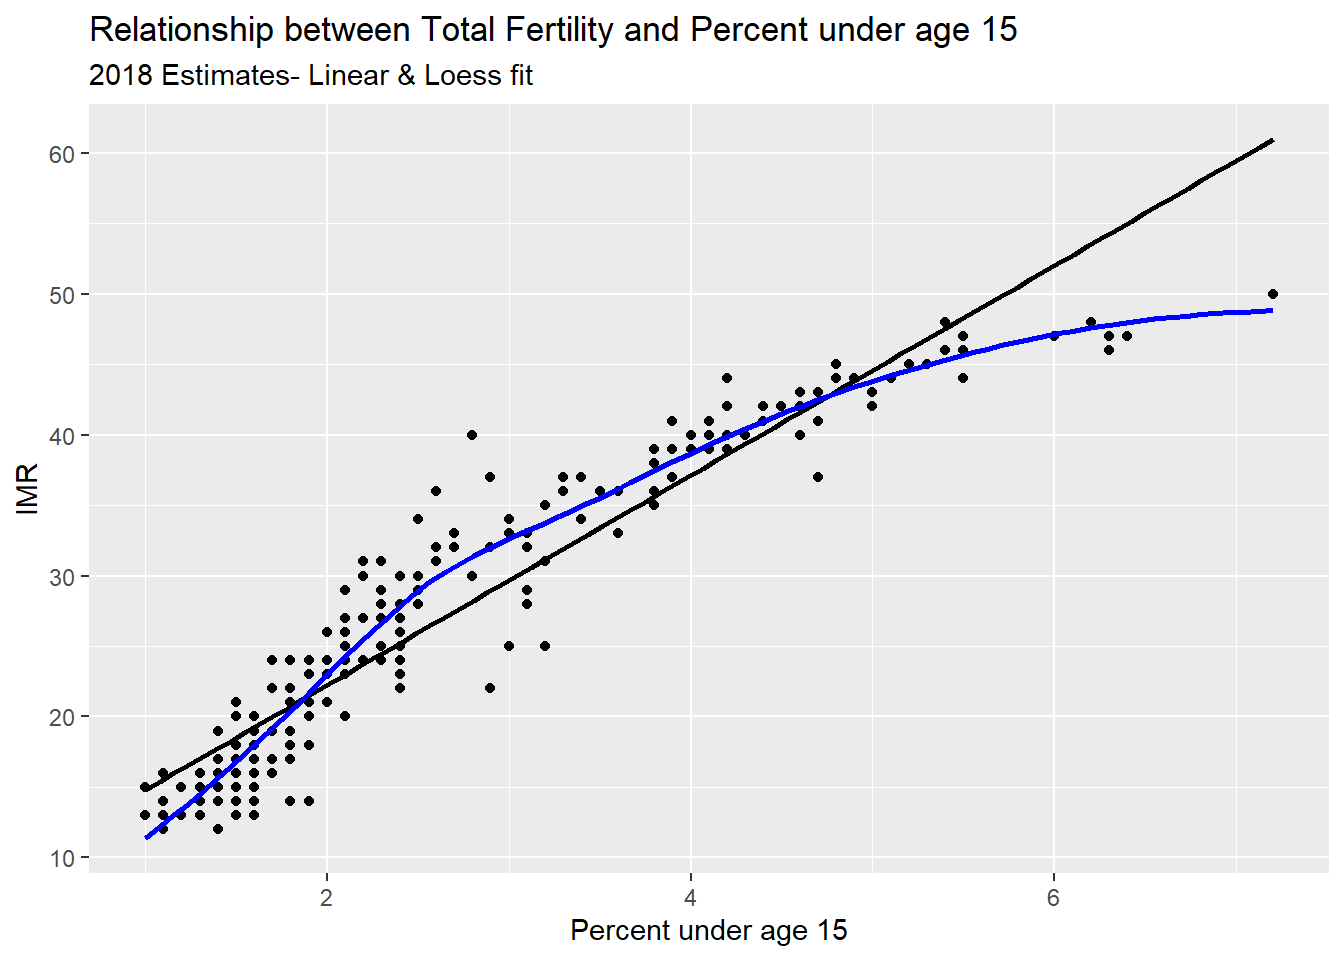 Relationship between Total Fertility and Percent under age 15
2018 Estimates- Linear & Loess fit
60
50
40
30
20
10
IMR
2
4
6
Percent under age 15